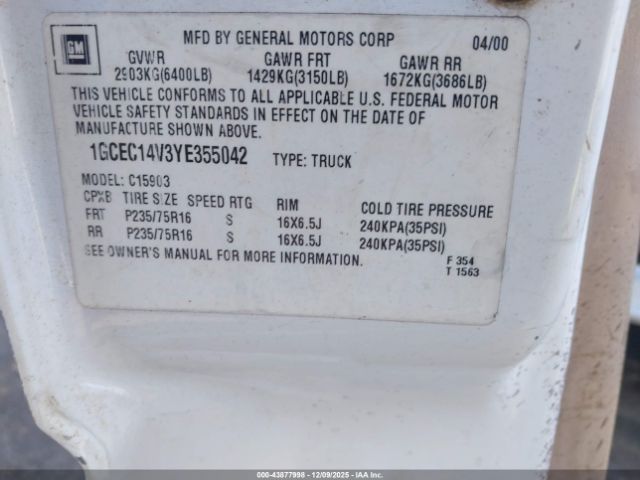 GM
MFD BY GENERAL MOTORS CORP 04/00
GVWR GAWR FRT GAWR RR
2903KG(6400LB) 1429KG(3150LB) 1672KG(3686LB)
THIS VEHICLE CONFORMS TO ALL APPLICABLE U.S. FEDERAL MOTOR
VEHICLE SAFETY STANDARDS IN EFFECT ON THE DATE OF
MANUFACTURE SHOWN ABOVE.
1GCEC14V3YE355042 TYPE: TRUCK
MODEL: C15903
CPXB TIRE SIZE SPEED RTG RIM COLD TIRE PRESSURE
FRT P235/75R16 S 16X6.5J 240KPA(35PSI)
RR P235/75R16 S 16X6.5J 240KPA(35PSI)
SEE OWNER'S MANUAL FOR MORE INFORMATION. F 354
T 1563
000-43877998 - 12/09/2025 - IAAI.COM